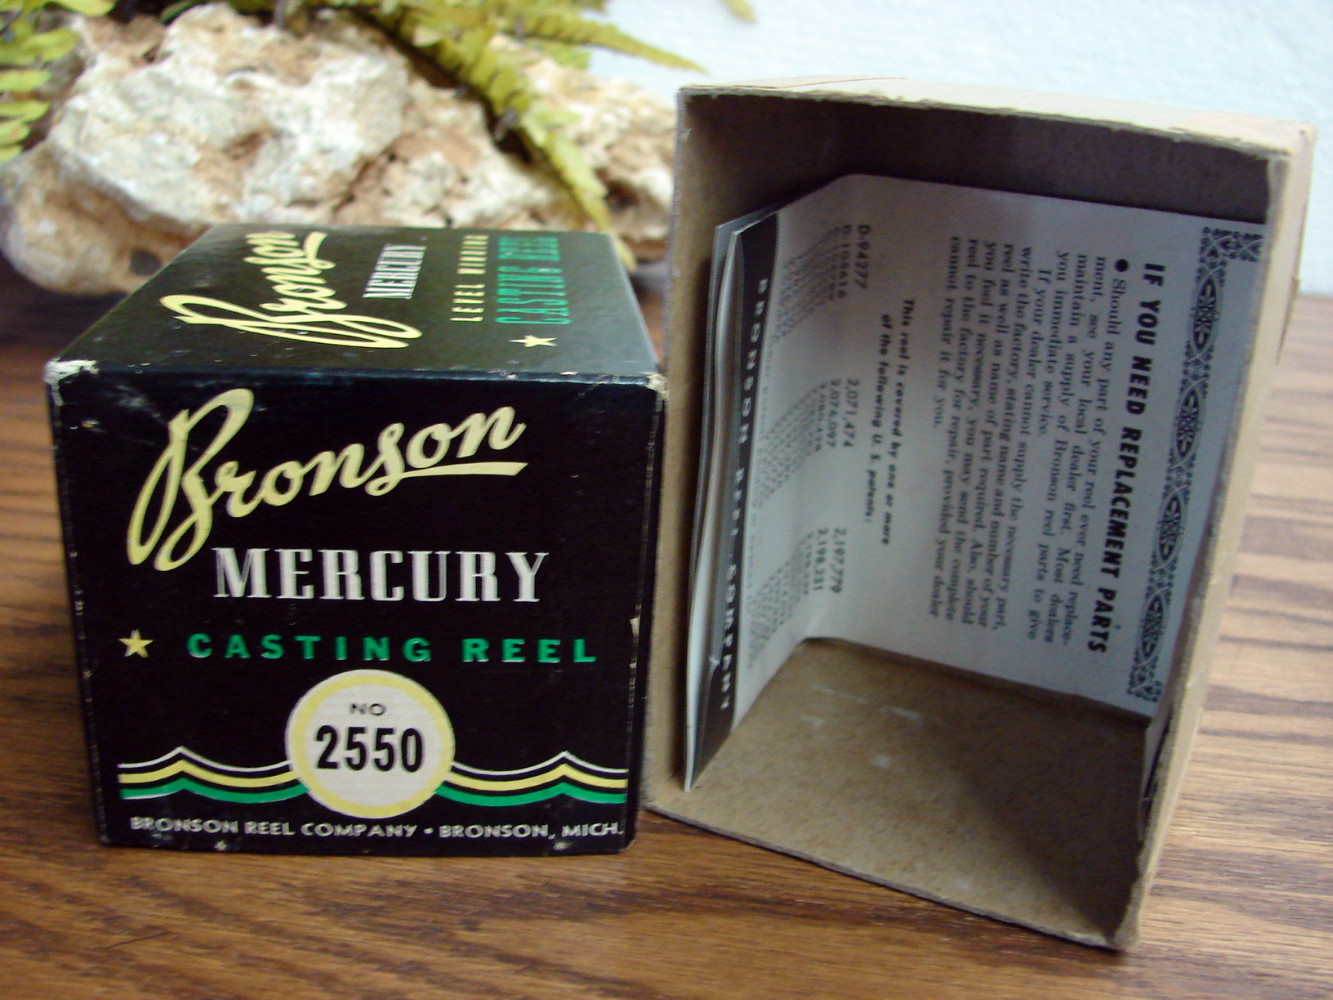 Bronson
MERCURY
LEVEL WINDING
CASTING REEL
Bronson
MERCURY
CASTING REEL
NO
2550
BRONSON REEL COMPANY • BRONSON, MICH.
IF YOU NEED REPLACEMENT PARTS
● Should any part of your reel ever need replace-
ment, see your local dealer first. Most dealers
maintain a supply of Bronson reel parts to give
you immediate service.
If your dealer cannot supply the necessary part,
write the factory, stating name and number of your
reel as well as name of part required. Also, should
you feel it necessary, you may send the complete
reel to the factory for repair, provided your dealer
cannot repair it for you.
This reel is covered by one or more
of the following U. S. patents:
D-94277 2,071,474 2,197,779
2,076,097 2,198,231
BRONSON REEL COMPANY